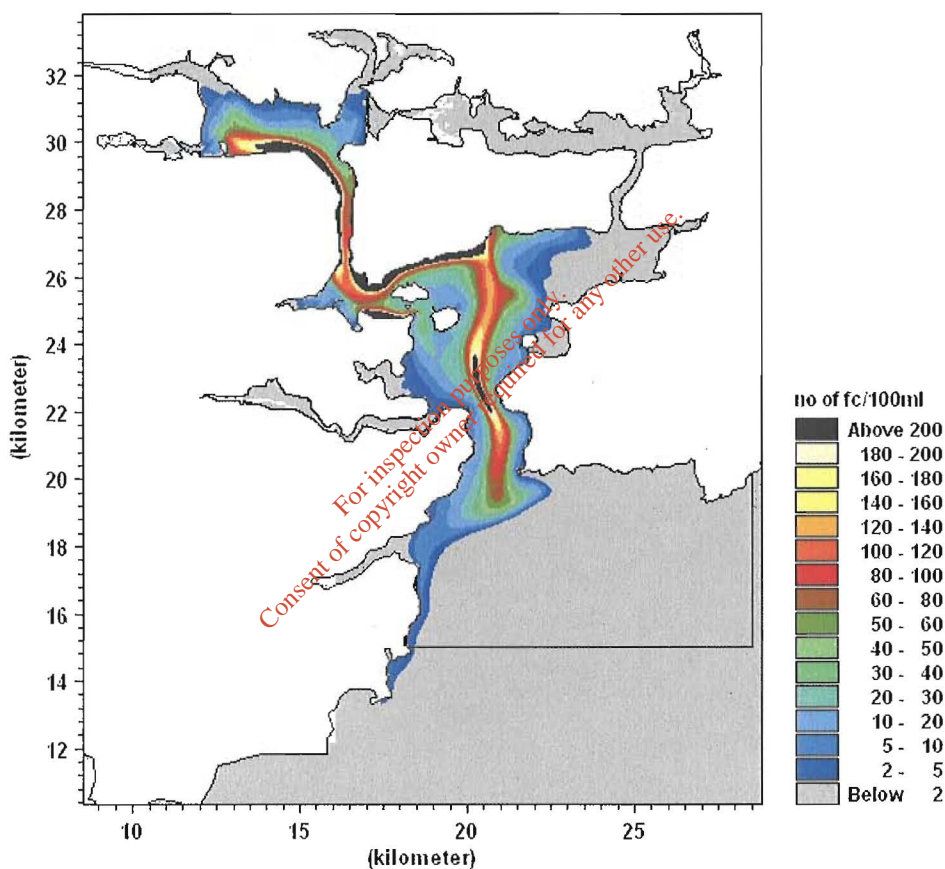 32
30
28
26
24
22
20
18
16
14
12
(kilometer)
10
15
20
25
(kilometer)
For inspection purposes only.
Consent of copyright owner required for any other use.
no of fc/100ml
Above 200
180 - 200
160 - 180
140 - 160
120 - 140
100 - 120
80 - 100
60 - 80
50 - 60
40 - 50
30 - 40
20 - 30
10 - 20
5 - 10
2 - 5
Below 2